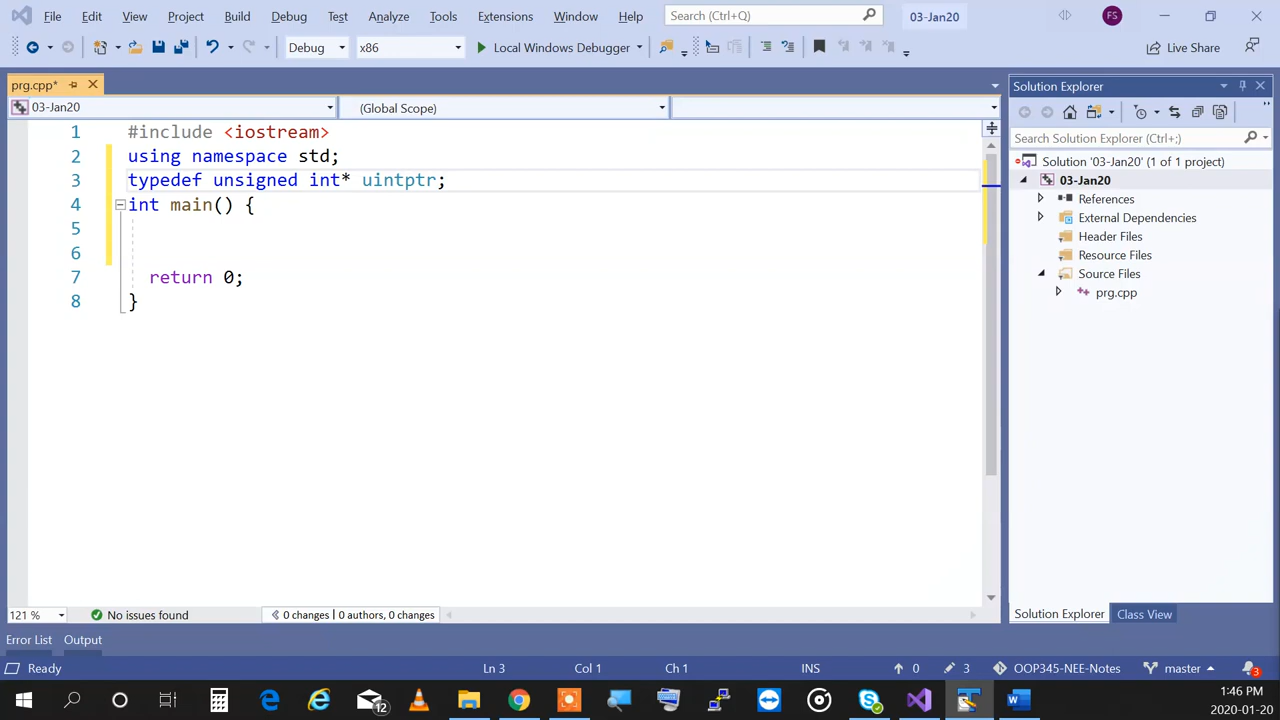 File Edit View Project Build Debug Test Analyze Tools Extensions Window Help Search (Ctrl+Q) 03-Jan20 FS
Debug x86 Local Windows Debugger Live Share
prg.cpp*
03-Jan20 (Global Scope)
1 #include <iostream>
2 using namespace std;
3 typedef unsigned int* uintptr;
4 int main() {
5
6
7 return 0;
8 }
121 % No issues found 0 changes | 0 authors, 0 changes
Solution Explorer
Search Solution Explorer (Ctrl+;)
Solution '03-Jan20' (1 of 1 project)
03-Jan20
References
External Dependencies
Header Files
Resource Files
Source Files
prg.cpp
Solution Explorer Class View
Error List Output
Ready Ln 3 Col 1 Ch 1 INS 0 3 OOP345-NEE-Notes master 3
12
1:46 PM
2020-01-20